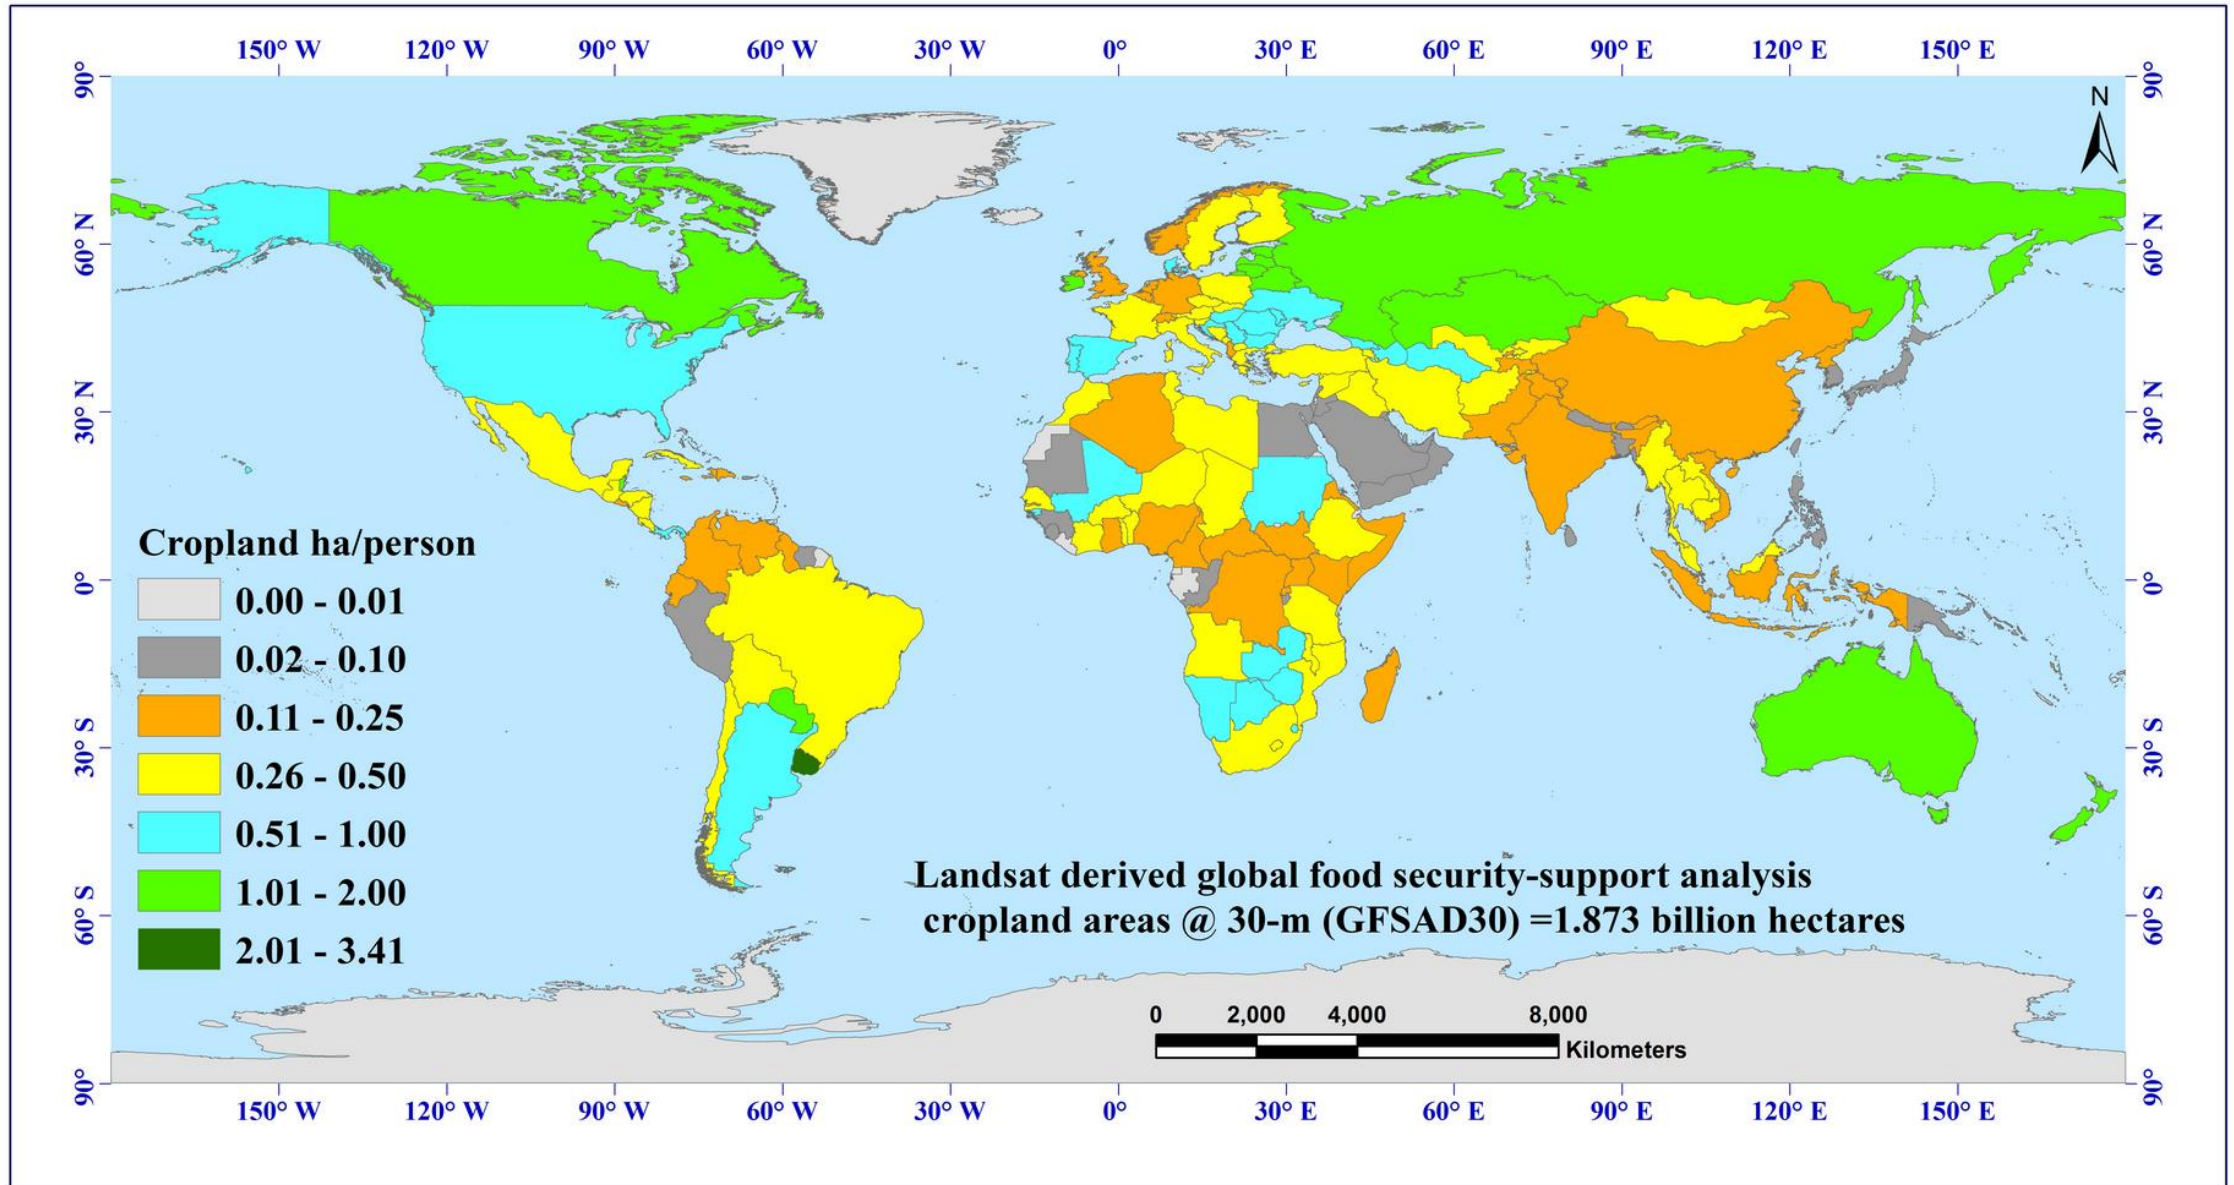 150° W 120° W 90° W 60° W 30° W 0° 30° E 60° E 90° E 120° E 150° E
90° 90°
N
60° N 60° N
30° N 30° N
Cropland ha/person
0.00 - 0.01
0° 0°
0.02 - 0.10
0.11 - 0.25
30° S 30° S
0.26 - 0.50
0.51 - 1.00
Landsat derived global food security-support analysis
1.01 - 2.00
60° S 60° S
cropland areas @ 30-m (GFSAD30) =1.873 billion hectares
2.01 - 3.41
0 2,000 4,000 8,000
Kilometers
90° 90°
150° W 120° W 90° W 60° W 30° W 0° 30° E 60° E 90° E 120° E 150° E